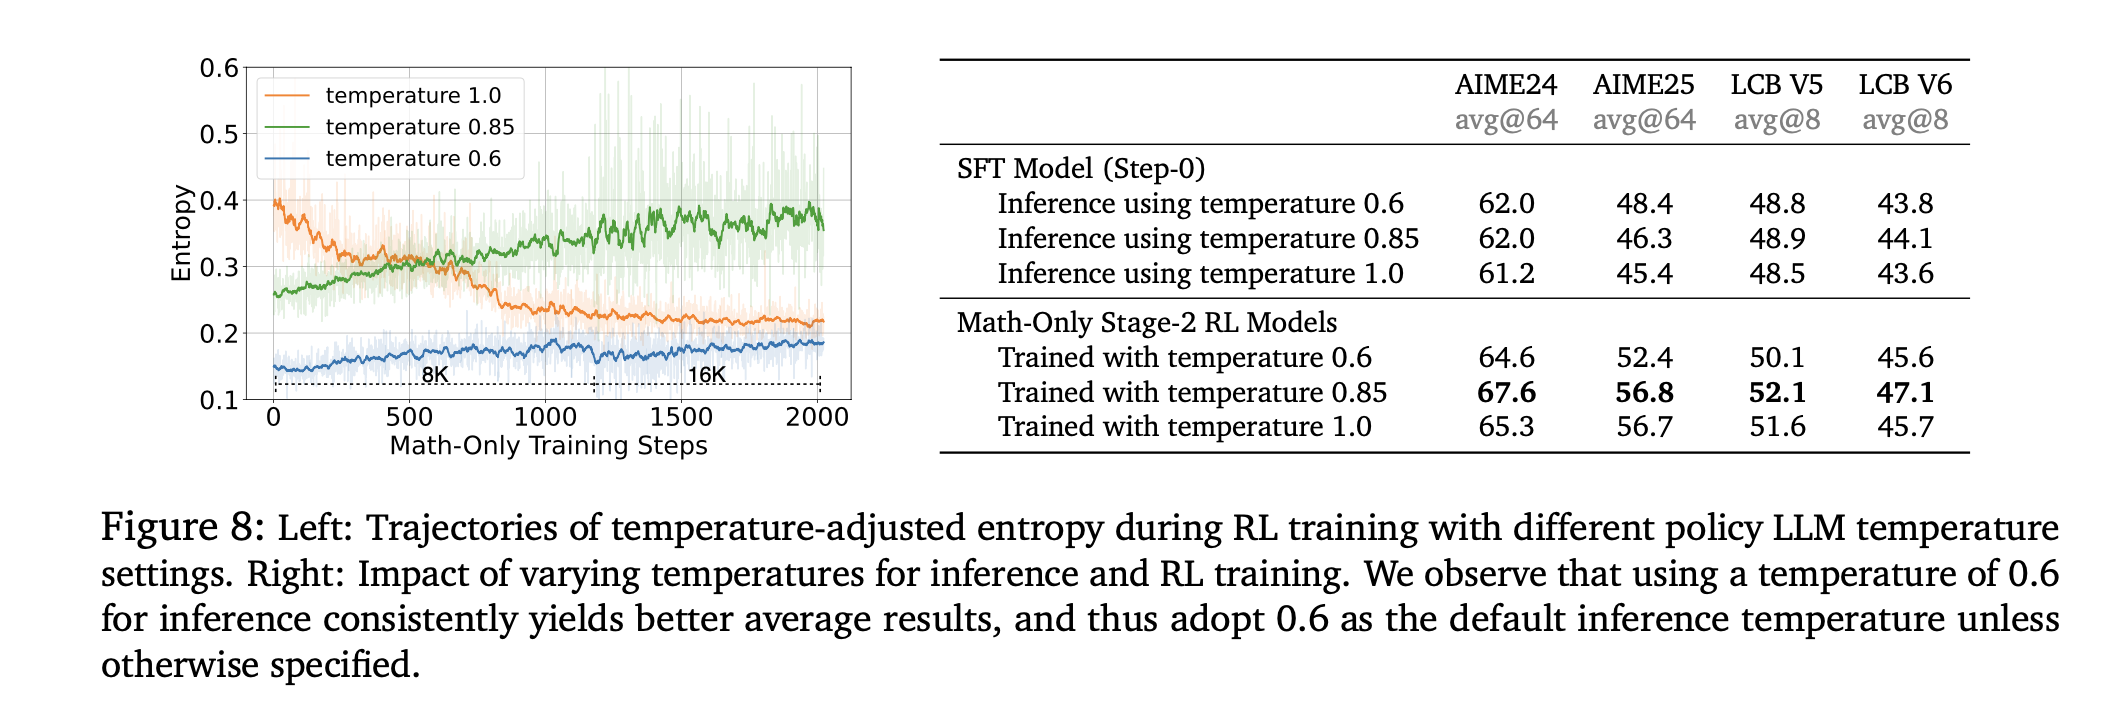 0.6
0.5
0.4
0.3
0.2
0.1
Entropy
temperature 1.0
temperature 0.85
temperature 0.6
8K
16K
0
500
1000
1500
2000
Math-Only Training Steps
AIME24 AIME25 LCB V5 LCB V6
avg@64 avg@64 avg@8 avg@8
SFT Model (Step-0)
Inference using temperature 0.6 62.0 48.4 48.8 43.8
Inference using temperature 0.85 62.0 46.3 48.9 44.1
Inference using temperature 1.0 61.2 45.4 48.5 43.6
Math-Only Stage-2 RL Models
Trained with temperature 0.6 64.6 52.4 50.1 45.6
Trained with temperature 0.85 67.6 56.8 52.1 47.1
Trained with temperature 1.0 65.3 56.7 51.6 45.7
Figure 8: Left: Trajectories of temperature-adjusted entropy during RL training with different policy LLM temperature
settings. Right: Impact of varying temperatures for inference and RL training. We observe that using a temperature of 0.6
for inference consistently yields better average results, and thus adopt 0.6 as the default inference temperature unless
otherwise specified.